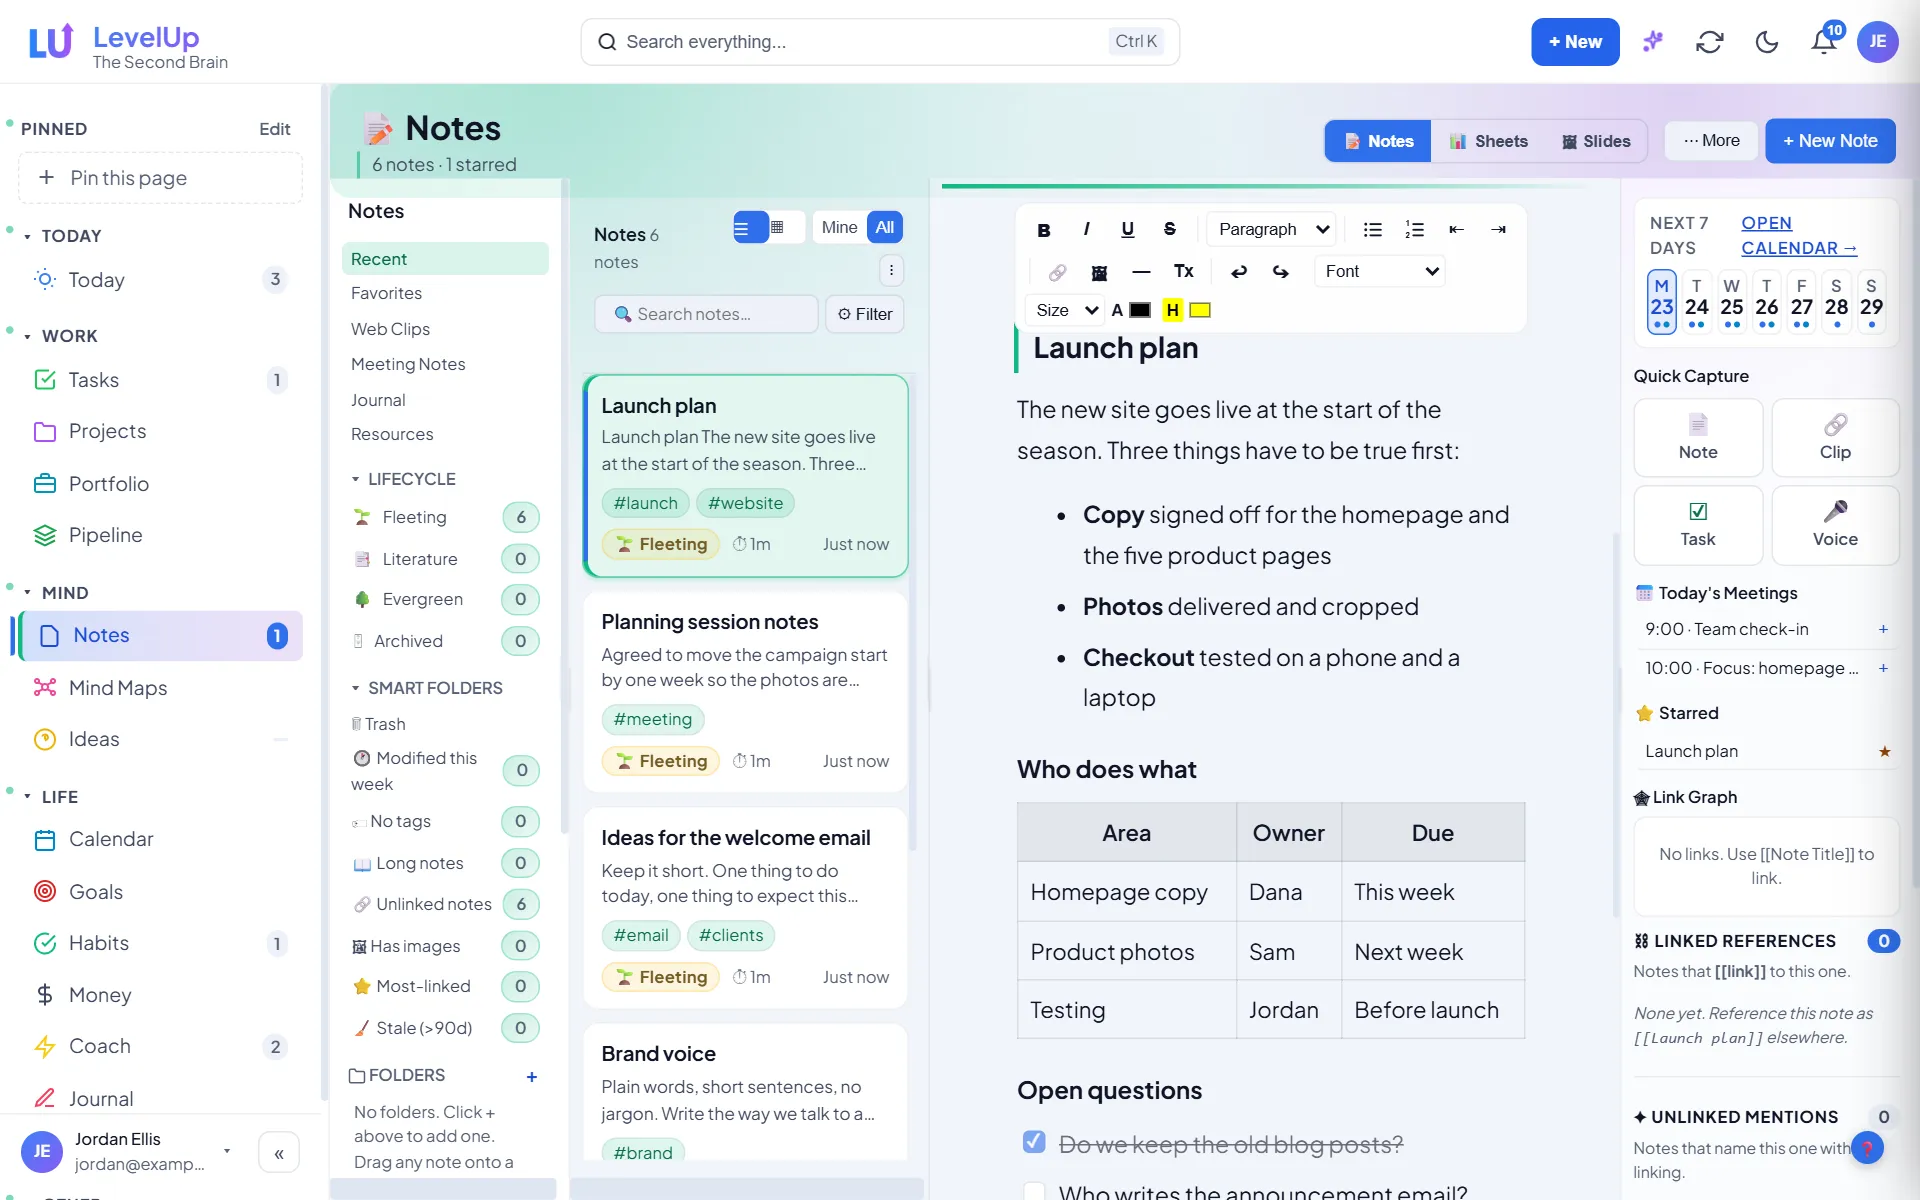 LU LevelUp
The Second Brain
Search everything...
Ctrl K
+ New
10
JE
PINNED
Edit
+ Pin this page
TODAY
Today
3
WORK
Tasks
1
Projects
Portfolio
Pipeline
MIND
Notes
1
Mind Maps
Ideas
LIFE
Calendar
Goals
Habits
1
Money
Coach
2
Journal
JE
Jordan Ellis
jordan@examp...
«
Notes
6 notes · 1 starred
Notes
Sheets
Slides
··· More
+ New Note
Notes
Recent
Favorites
Web Clips
Meeting Notes
Journal
Resources
LIFECYCLE
Fleeting
6
Literature
0
Evergreen
0
Archived
0
SMART FOLDERS
Trash
Modified this
week
0
No tags
0
Long notes
0
Unlinked notes
6
Has images
0
Most-linked
0
Stale (>90d)
0
FOLDERS
+
No folders. Click +
above to add one.
Drag any note onto a
Notes 6
notes
Mine
All
Search notes...
Filter
Launch plan
Launch plan The new site goes live
at the start of the season. Three...
#launch
#website
Fleeting
1m
Just now
Planning session notes
Agreed to move the campaign start
by one week so the photos are...
#meeting
Fleeting
1m
Just now
Ideas for the welcome email
Keep it short. One thing to do
today, one thing to expect this...
#email
#clients
Fleeting
1m
Just now
Brand voice
Plain words, short sentences, no
jargon. Write the way we talk to a...
#brand
B I U S
Paragraph
Tx
Font
Size
A
H
Launch plan
The new site goes live at the start of the
season. Three things have to be true first:
• Copy signed off for the homepage and
the five product pages
• Photos delivered and cropped
• Checkout tested on a phone and a
laptop
Who does what
Area Owner Due
Homepage copy Dana This week
Product photos Sam Next week
Testing Jordan Before launch
Open questions
Do we keep the old blog posts?
Who writes the announcement email?
NEXT 7
DAYS
OPEN
CALENDAR →
M T W T F S S
23 24 25 26 27 28 29
Quick Capture
Note
Clip
Task
Voice
Today's Meetings
9:00 · Team check-in
+
10:00 · Focus: homepage ...
+
Starred
Launch plan
★
Link Graph
No links. Use [[Note Title]] to
link.
LINKED REFERENCES
0
Notes that [[link]] to this one.
None yet. Reference this note as
[[Launch plan]] elsewhere.
UNLINKED MENTIONS
0
Notes that name this one with
linking.
?